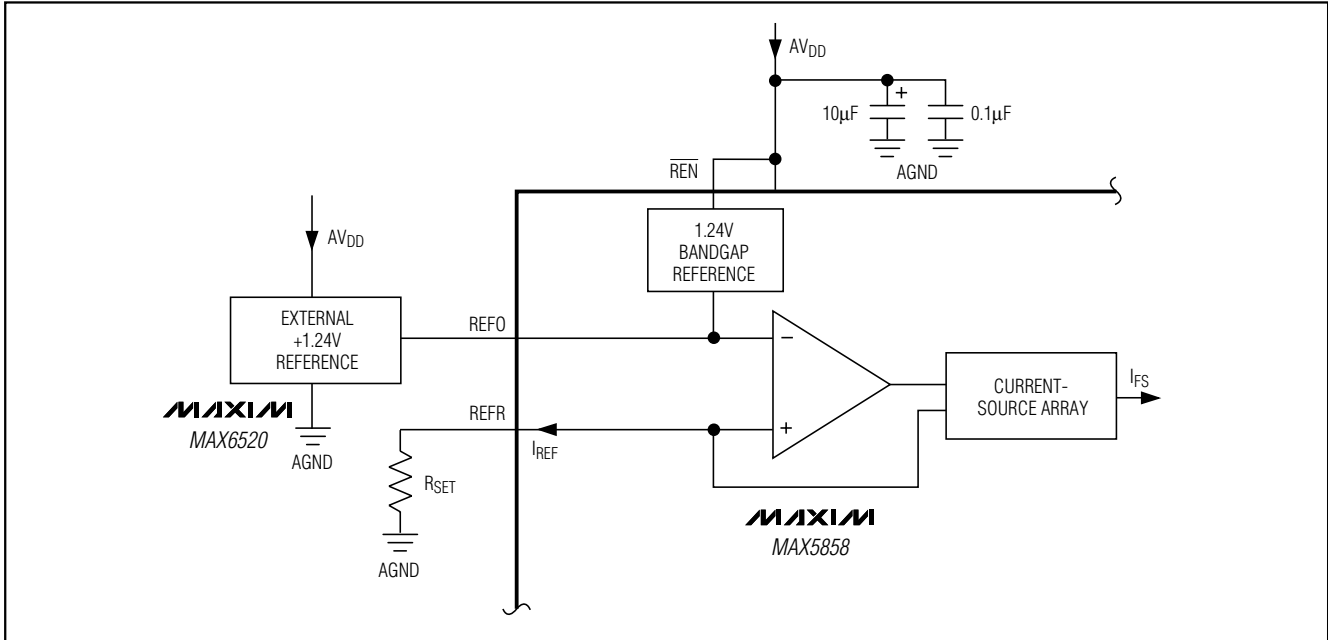 AVDD
10µF
+
0.1µF
AGND
REN
1.24V
BANDGAP
REFERENCE
AVDD
EXTERNAL
+1.24V
REFERENCE
REFO
−
CURRENT-
SOURCE ARRAY
IFS
MAXIM
MAX6520
AGND
REFR
IREF
+
RSET
AGND
MAXIM
MAX5858